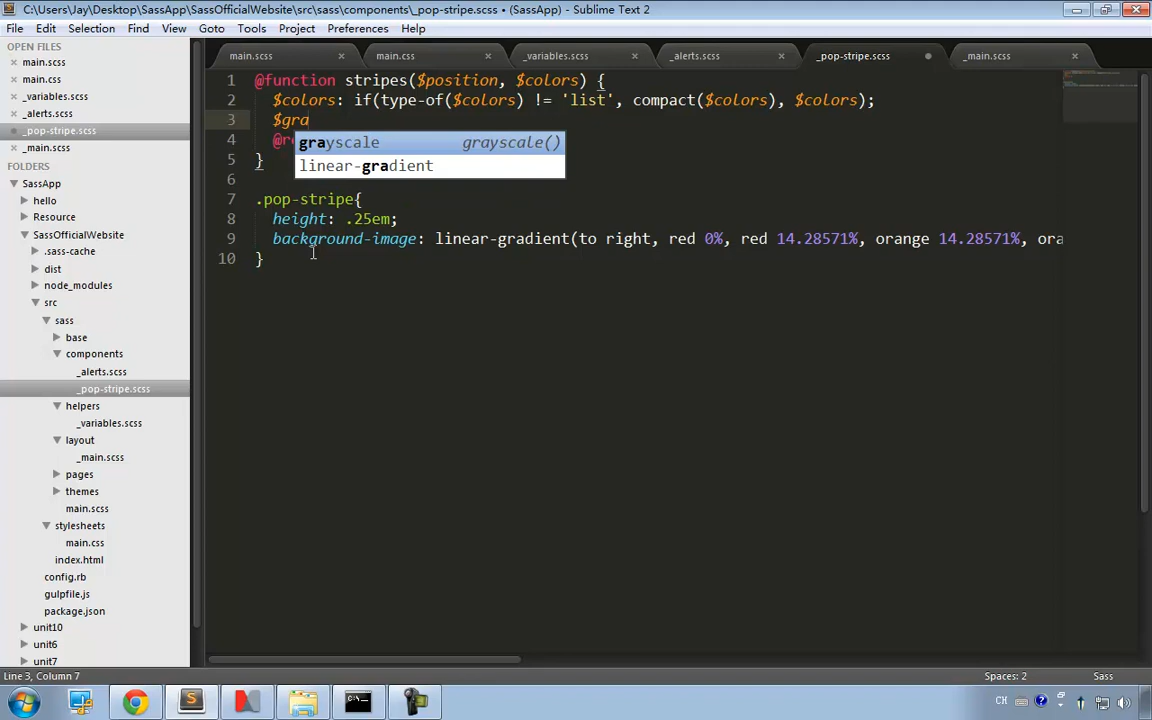 C:\Users\Jay\Desktop\SassApp\SassOfficialWebsite\src\sass\components\_pop-stripe.scss • (SassApp) - Sublime Text 2
File Edit Selection Find View Goto Tools Project Preferences Help
OPEN FILES
main.scss
main.css
_variables.scss
_alerts.scss
_pop-stripe.scss
_main.scss
FOLDERS
SassApp
hello
Resource
SassOfficialWebsite
.sass-cache
dist
node_modules
src
sass
base
components
_alerts.scss
_pop-stripe.scss
helpers
_variables.scss
layout
_main.scss
pages
themes
main.scss
stylesheets
main.css
index.html
config.rb
gulpfile.js
package.json
unit10
unit6
unit7
main.scss main.css _variables.scss _alerts.scss _pop-stripe.scss _main.scss
1 @function stripes($position, $colors) {
2 $colors: if(type-of($colors) != 'list', compact($colors), $colors);
3 $gra
grayscale grayscale()
4 @re
linear-gradient
5 }
6
7 .pop-stripe{
8 height: .25em;
9 background-image: linear-gradient(to right, red 0%, red 14.28571%, orange 14.28571%, ora
10 }
Line 3, Column 7 Spaces: 2 Sass
CH